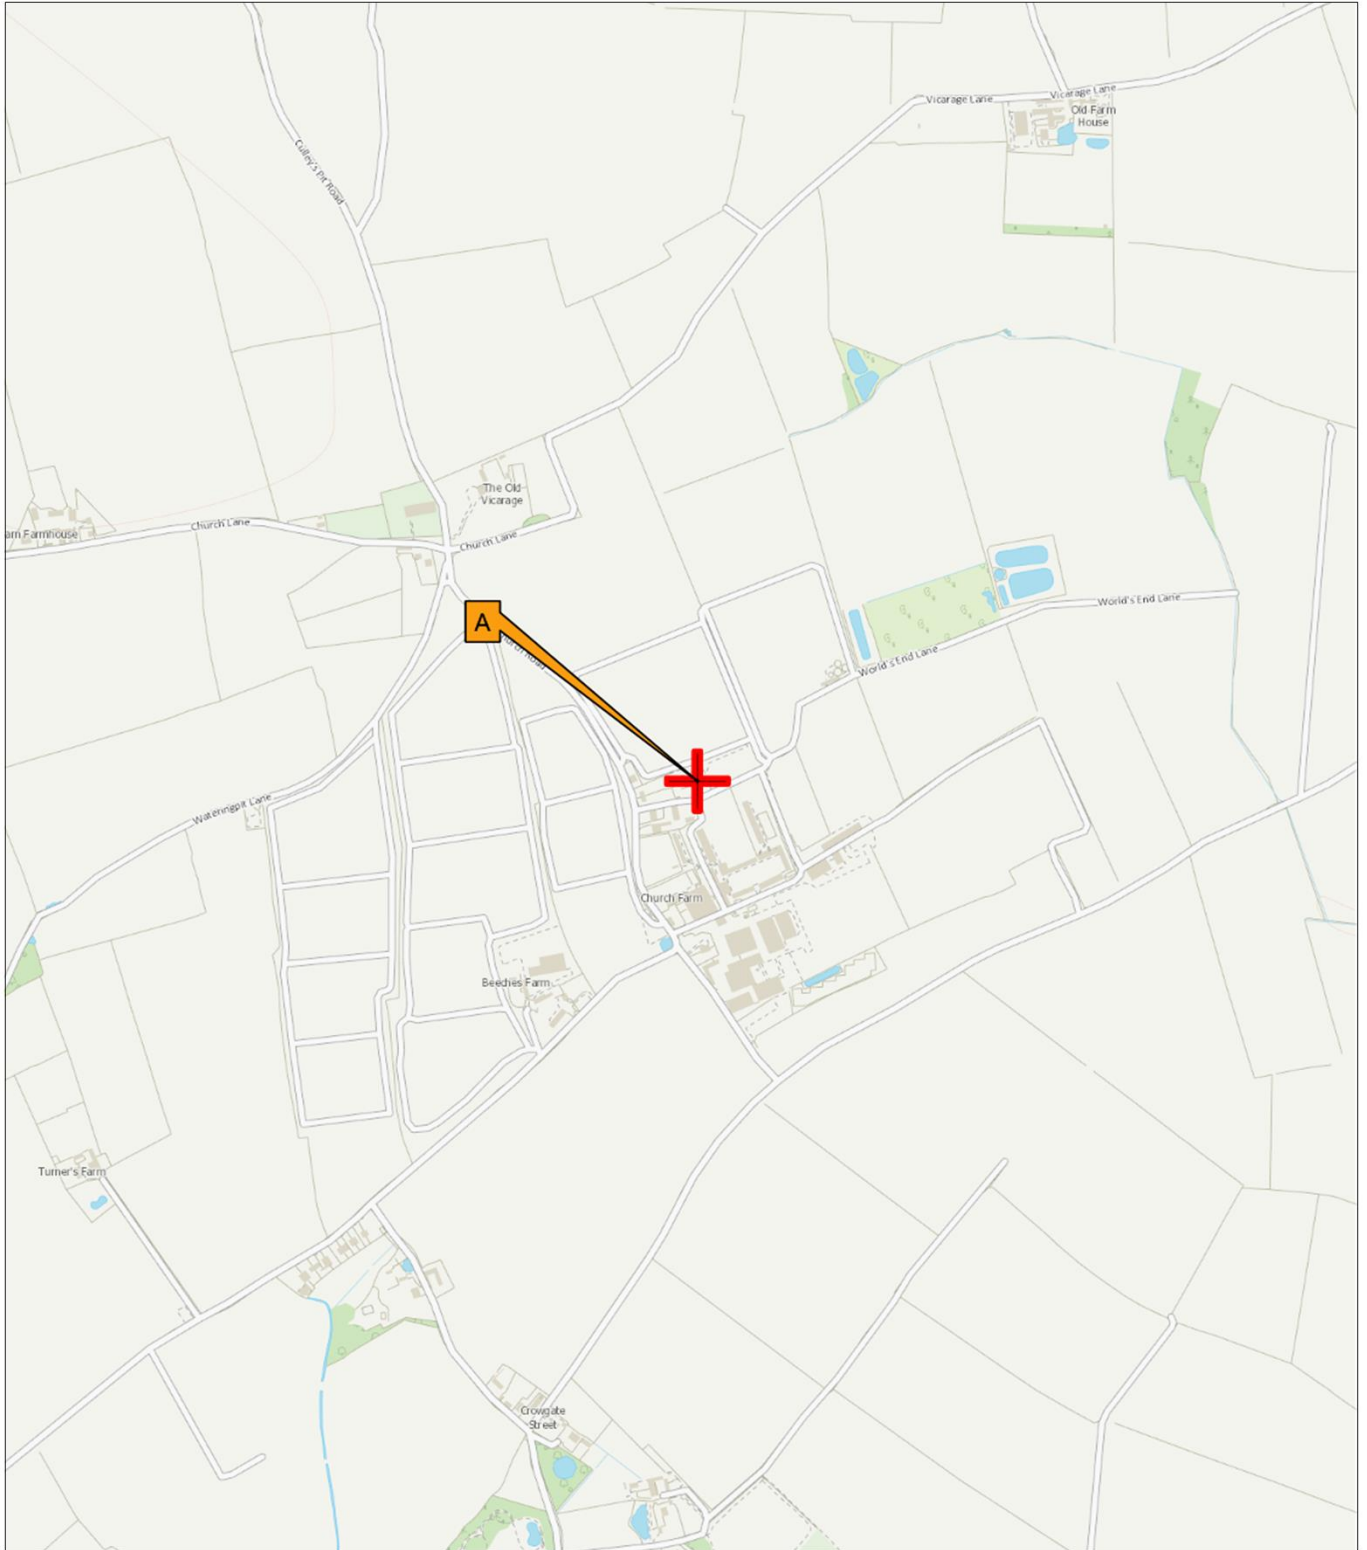 Vicarage Lane
Vicarage Lane
Old Farm
House
Culley's Pit Road
The Old
Vicarage
Church Lane
am Farmhouse
Church Lane
World's End Lane
A
World's End Lane
Wateringpit Lane
Church Farm
Beeches Farm
Turner's Farm
Crowgate
Street